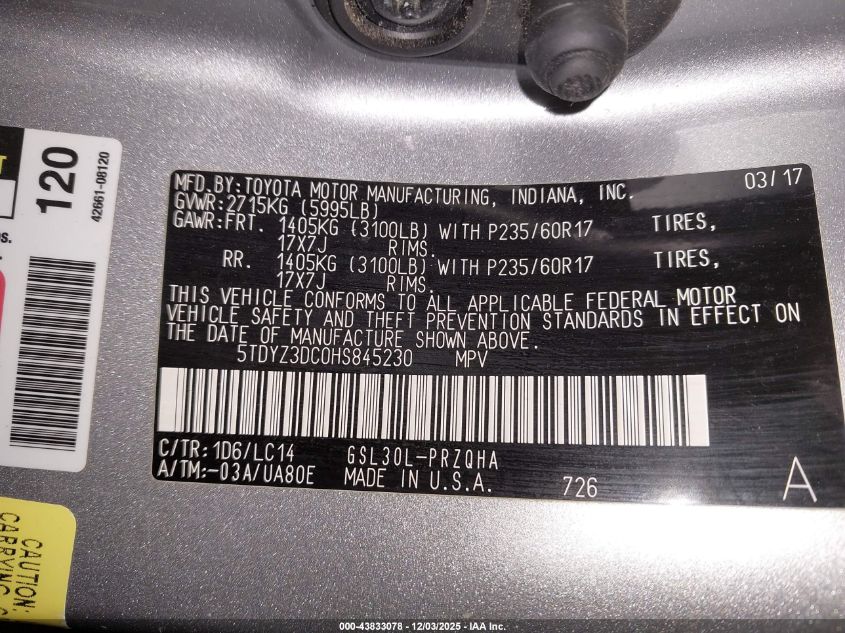 120
42661-08120
MFD.BY:TOYOTA MOTOR MANUFACTURING, INDIANA, INC. 03/17
GVWR:2715KG (5995LB)
GAWR:FRT. 1405KG (3100LB) WITH P235/60R17 TIRES,
17X7J RIMS.
RR. 1405KG (3100LB) WITH P235/60R17 TIRES,
17X7J RIMS.
THIS VEHICLE CONFORMS TO ALL APPLICABLE FEDERAL MOTOR
VEHICLE SAFETY AND THEFT PREVENTION STANDARDS IN EFFECT ON
THE DATE OF MANUFACTURE SHOWN ABOVE.
5TDYZ3DC0HS845230 MPV
C/TR:1D6/LC14 GSL30L-PRZQHA
A/TM:-03A/UA80E MADE IN U.S.A. 726 A
CAUTION:
CARRYING
000-43833078 - 12/03/2025 - IAA Inc.